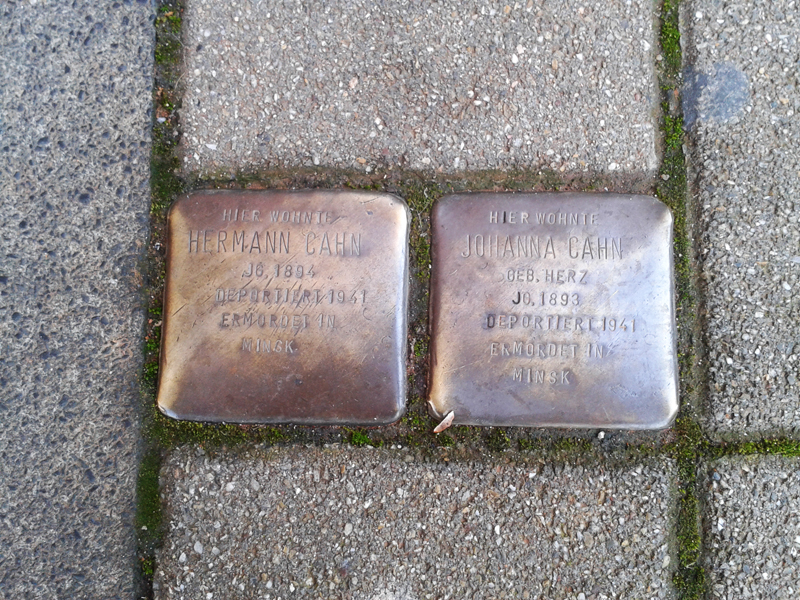 HIER WOHNTE
HERMANN CAHN
JG. 1894
DEPORTIERT 1941
ERMORDET IN
MINSK
HIER WOHNTE
JOHANNA CAHN
GEB. HERZ
JG. 1893
DEPORTIERT 1941
ERMORDET IN
MINSK